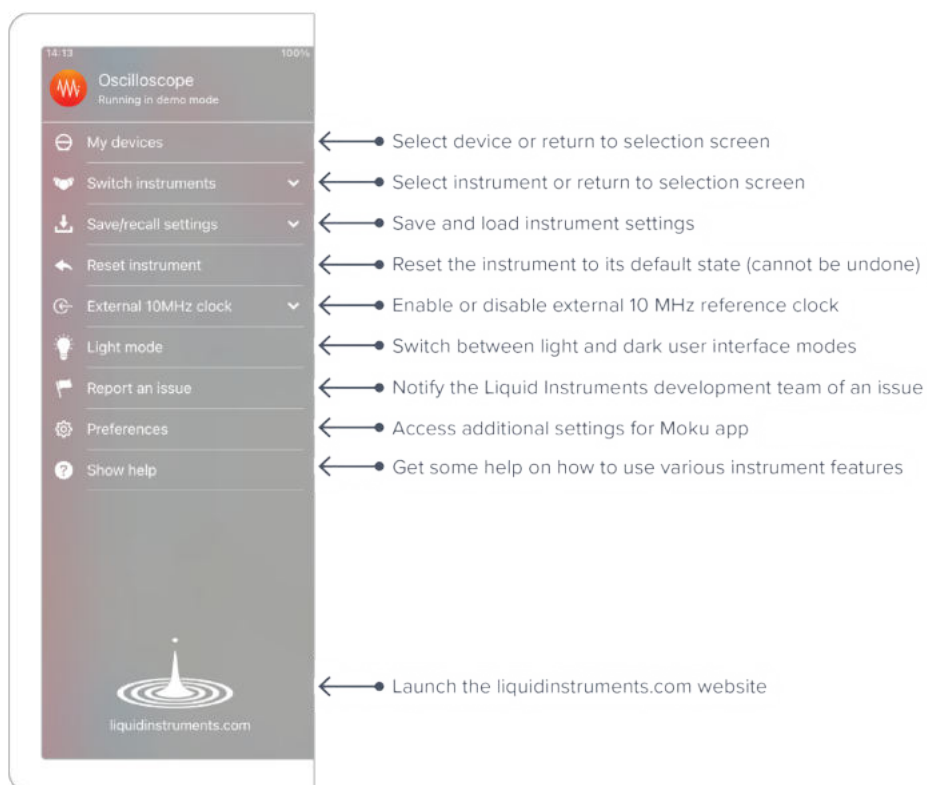 14:13 100%
Oscilloscope
Running in demo mode
My devices
Select device or return to selection screen
Switch instruments
Select instrument or return to selection screen
Save/recall settings
Save and load instrument settings
Reset instrument
Reset the instrument to its default state (cannot be undone)
External 10MHz clock
Enable or disable external 10 MHz reference clock
Light mode
Switch between light and dark user interface modes
Report an issue
Notify the Liquid Instruments development team of an issue
Preferences
Access additional settings for Moku app
Show help
Get some help on how to use various instrument features
Launch the liquidinstruments.com website
liquidinstruments.com